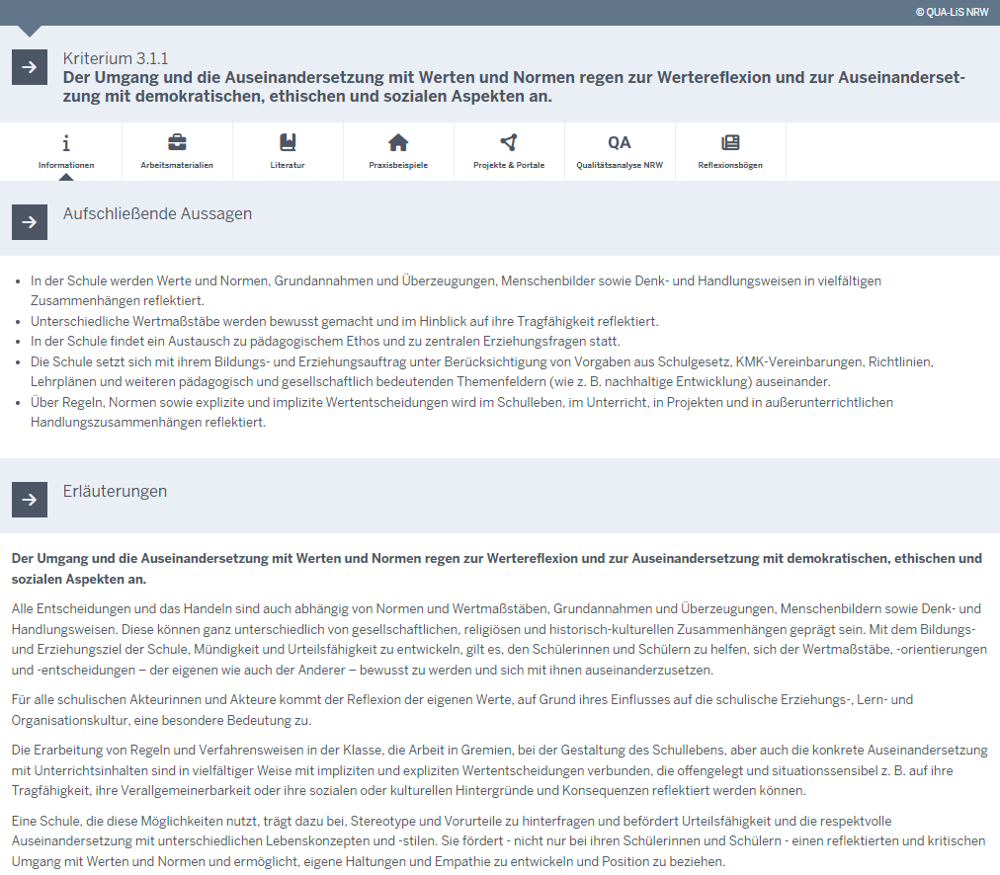 © QUA-LiS NRW
Kriterium 3.1.1
Der Umgang und die Auseinandersetzung mit Werten und Normen regen zur Wertereflexion und zur Auseinanderset-
zung mit demokratischen, ethischen und sozialen Aspekten an.
QA
Informationen Arbeitsmaterialien Literatur Praxisbeispiele Projekte & Portale Qualitätsanalyse NRW Reflexionsbögen
Aufschließende Aussagen
• In der Schule werden Werte und Normen, Grundannahmen und Überzeugungen, Menschenbilder sowie Denk- und Handlungsweisen in vielfältigen
Zusammenhängen reflektiert.
• Unterschiedliche Wertmaßstäbe werden bewusst gemacht und im Hinblick auf ihre Tragfähigkeit reflektiert.
• In der Schule findet ein Austausch zu pädagogischem Ethos und zu zentralen Erziehungsfragen statt.
• Die Schule setzt sich mit ihrem Bildungs- und Erziehungsauftrag unter Berücksichtigung von Vorgaben aus Schulgesetz, KMK-Vereinbarungen, Richtlinien,
Lehrplänen und weiteren pädagogisch und gesellschaftlich bedeutenden Themenfeldern (wie z. B. nachhaltige Entwicklung) auseinander.
• Über Regeln, Normen sowie explizite und implizite Wertentscheidungen wird im Schulleben, im Unterricht, in Projekten und in außerunterrichtlichen
Handlungszusammenhängen reflektiert.
Erläuterungen
Der Umgang und die Auseinandersetzung mit Werten und Normen regen zur Wertereflexion und zur Auseinandersetzung mit demokratischen, ethischen und
sozialen Aspekten an.
Alle Entscheidungen und das Handeln sind auch abhängig von Normen und Wertmaßstäben, Grundannahmen und Überzeugungen, Menschenbildern sowie Denk- und
Handlungsweisen. Diese können ganz unterschiedlich von gesellschaftlichen, religiösen und historisch-kulturellen Zusammenhängen geprägt sein. Mit dem Bildungs-
und Erziehungsziel der Schule, Mündigkeit und Urteilsfähigkeit zu entwickeln, gilt es, den Schülerinnen und Schülern zu helfen, sich der Wertmaßstäbe, -orientierungen
und -entscheidungen – der eigenen wie auch der Anderer – bewusst zu werden und sich mit ihnen auseinanderzusetzen.
Für alle schulischen Akteurinnen und Akteure kommt der Reflexion der eigenen Werte, auf Grund ihres Einflusses auf die schulische Erziehungs-, Lern- und
Organisationskultur, eine besondere Bedeutung zu.
Die Erarbeitung von Regeln und Verfahrensweisen in der Klasse, die Arbeit in Gremien, bei der Gestaltung des Schullebens, aber auch die konkrete Auseinandersetzung
mit Unterrichtsinhalten sind in vielfältiger Weise mit impliziten und expliziten Wertentscheidungen verbunden, die offengelegt und situationssensibel z. B. auf ihre
Tragfähigkeit, ihre Verallgemeinerbarkeit oder ihre sozialen oder kulturellen Hintergründe und Konsequenzen reflektiert werden können.
Eine Schule, die diese Möglichkeiten nutzt, trägt dazu bei, Stereotype und Vorurteile zu hinterfragen und befördert Urteilsfähigkeit und die respektvolle
Auseinandersetzung mit unterschiedlichen Lebenskonzepten und -stilen. Sie fördert - nicht nur bei ihren Schülerinnen und Schülern - einen reflektierten und kritischen
Umgang mit Werten und Normen und ermöglicht, eigene Haltungen und Empathie zu entwickeln und Position zu beziehen.